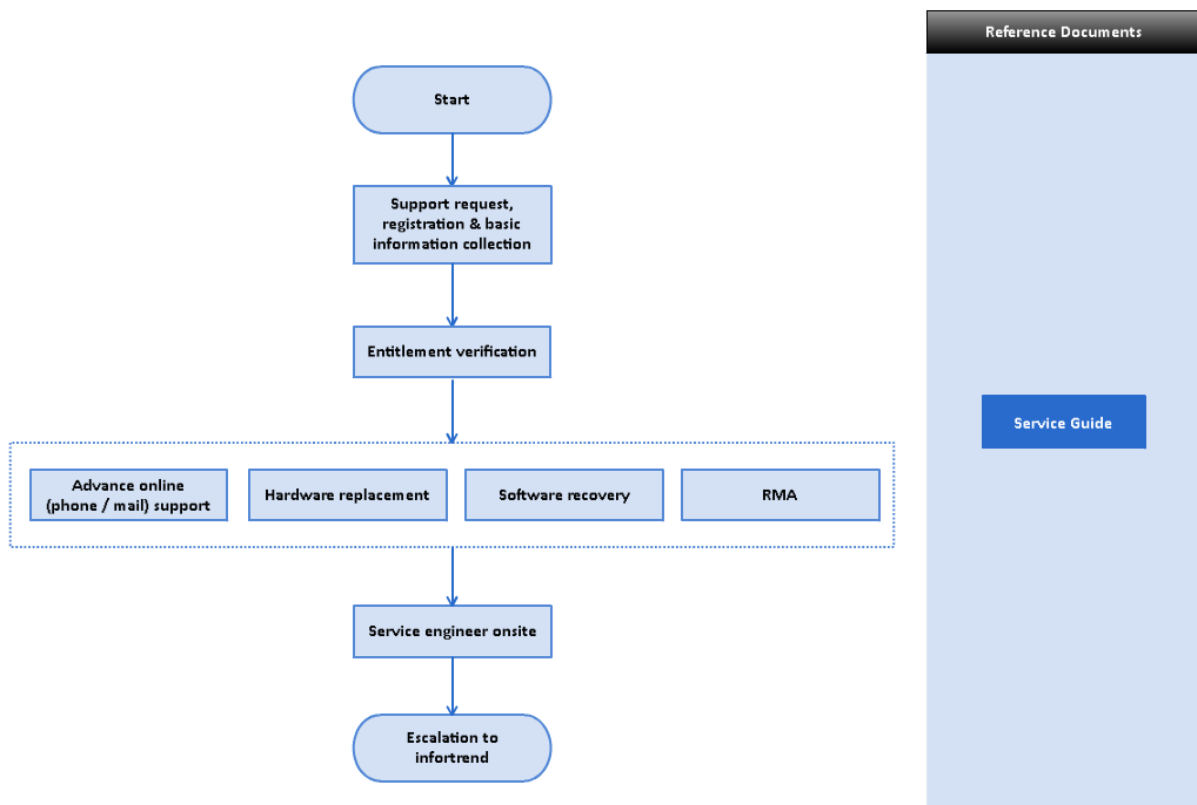 Reference Documents
Start
Support request,
registration & basic
information collection
Entitlement verification
Service Guide
Advance online
(phone / mail) support
Hardware replacement
Software recovery
RMA
Service engineer onsite
Escalation to
infortrend